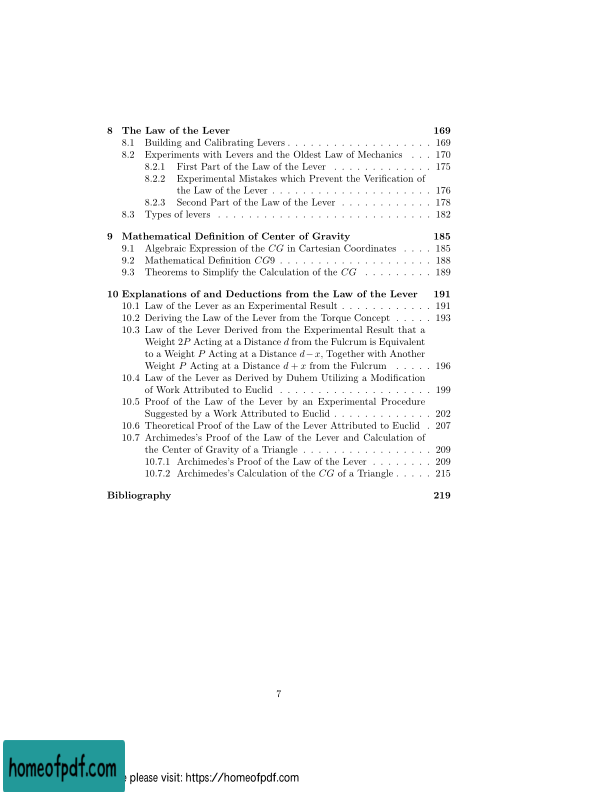 8 The Law of the Lever 169
8.1 Building and Calibrating Levers . . . . . . . . . . . . . . . . . . . 169
8.2 Experiments with Levers and the Oldest Law of Mechanics . . . 170
8.2.1 First Part of the Law of the Lever . . . . . . . . . . . . . 175
8.2.2 Experimental Mistakes which Prevent the Verification of
the Law of the Lever . . . . . . . . . . . . . . . . . . . . . 176
8.2.3 Second Part of the Law of the Lever . . . . . . . . . . . . 178
8.3 Types of levers . . . . . . . . . . . . . . . . . . . . . . . . . . . . 182
9 Mathematical Definition of Center of Gravity 185
9.1 Algebraic Expression of the CG in Cartesian Coordinates . . . . 185
9.2 Mathematical Definition CG9 . . . . . . . . . . . . . . . . . . . . 188
9.3 Theorems to Simplify the Calculation of the CG . . . . . . . . . 189
10 Explanations of and Deductions from the Law of the Lever 191
10.1 Law of the Lever as an Experimental Result . . . . . . . . . . . . 191
10.2 Deriving the Law of the Lever from the Torque Concept . . . . . 193
10.3 Law of the Lever Derived from the Experimental Result that a
Weight 2P Acting at a Distance d from the Fulcrum is Equivalent
to a Weight P Acting at a Distance d − x, Together with Another
Weight P Acting at a Distance d + x from the Fulcrum . . . . . 196
10.4 Law of the Lever as Derived by Duhem Utilizing a Modification
of Work Attributed to Euclid . . . . . . . . . . . . . . . . . . . . 199
10.5 Proof of the Law of the Lever by an Experimental Procedure
Suggested by a Work Attributed to Euclid . . . . . . . . . . . . . 202
10.6 Theoretical Proof of the Law of the Lever Attributed to Euclid . 207
10.7 Archimedes's Proof of the Law of the Lever and Calculation of
the Center of Gravity of a Triangle . . . . . . . . . . . . . . . . . 209
10.7.1 Archimedes's Proof of the Law of the Lever . . . . . . . . 209
10.7.2 Archimedes's Calculation of the CG of a Triangle . . . . . 215
Bibliography 219
7
homeofpdf.com
please visit: https://homeofpdf.com